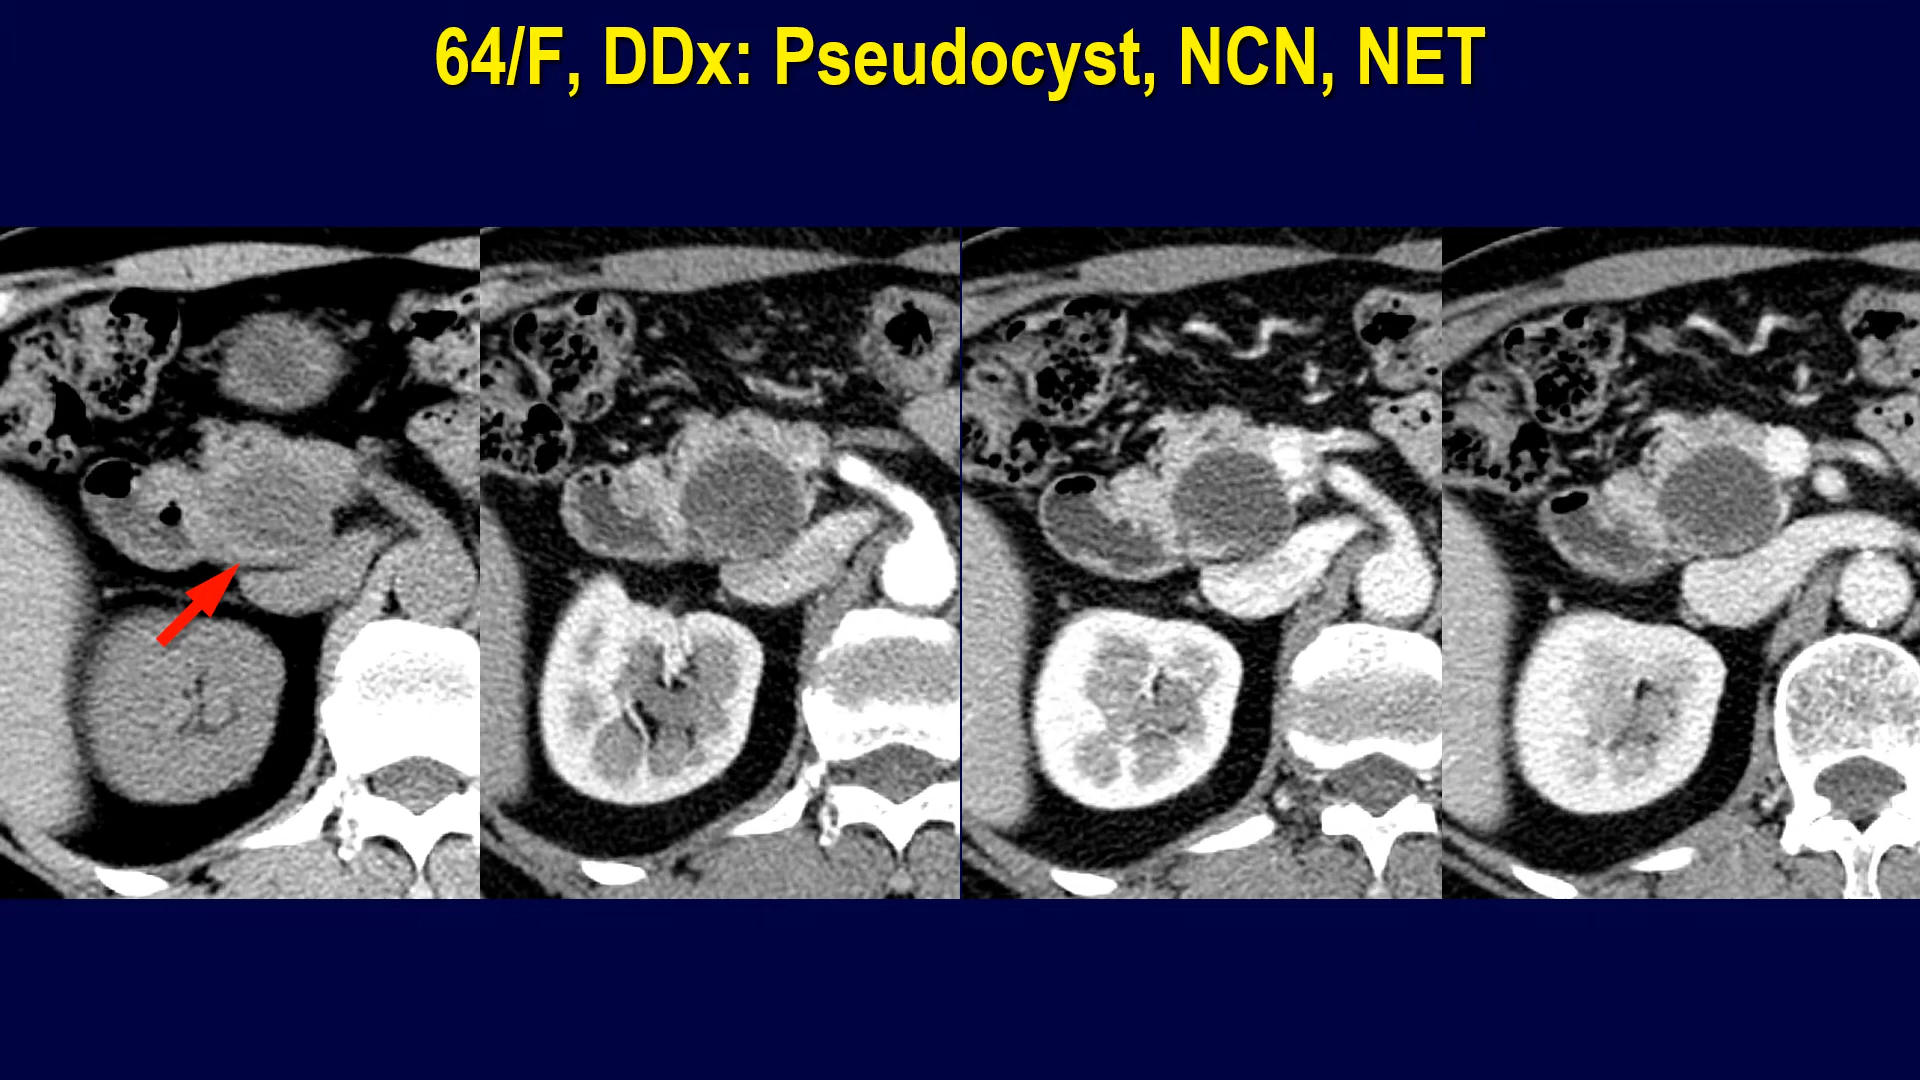 64/F, DDx: Pseudocyst, NCN, NET